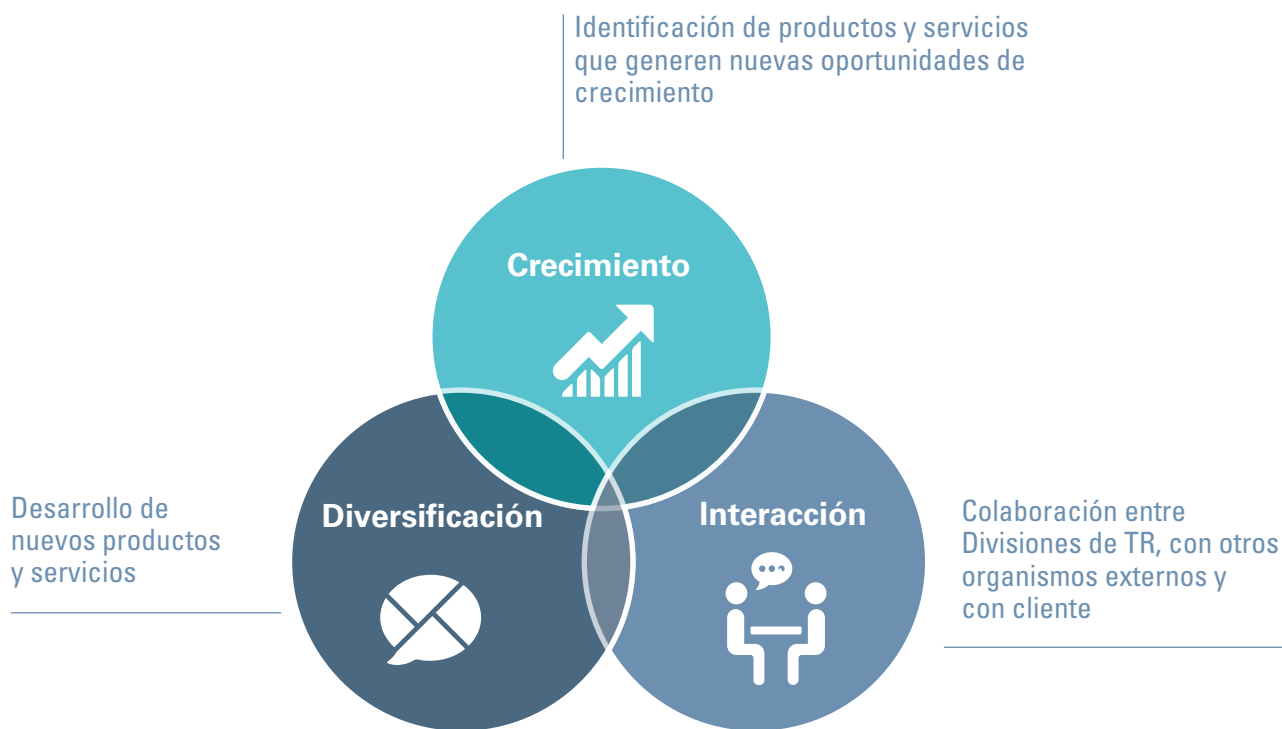 Identificación de productos y servicios
que generen nuevas oportunidades de
crecimiento
Crecimiento
Diversificación
Interacción
Desarrollo de
nuevos productos
y servicios
Colaboración entre
Divisiones de TR, con otros
organismos externos y
con cliente